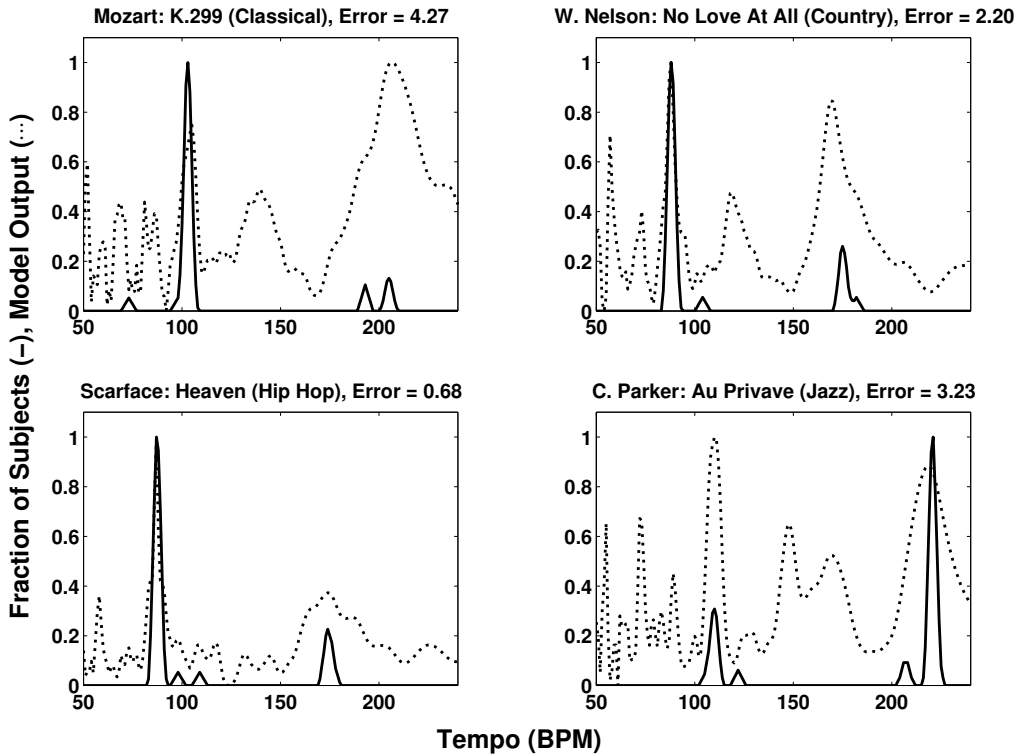 Mozart: K.299 (Classical), Error = 4.27
W. Nelson: No Love At All (Country), Error = 2.20
1
0.8
0.6
0.4
0.2
0
50 100 150 200
1
0.8
0.6
0.4
0.2
0
50 100 150 200
Scarface: Heaven (Hip Hop), Error = 0.68
C. Parker: Au Privave (Jazz), Error = 3.23
1
0.8
0.6
0.4
0.2
0
50 100 150 200
1
0.8
0.6
0.4
0.2
0
50 100 150 200
Fraction of Subjects (−), Model Output (···)
Tempo (BPM)